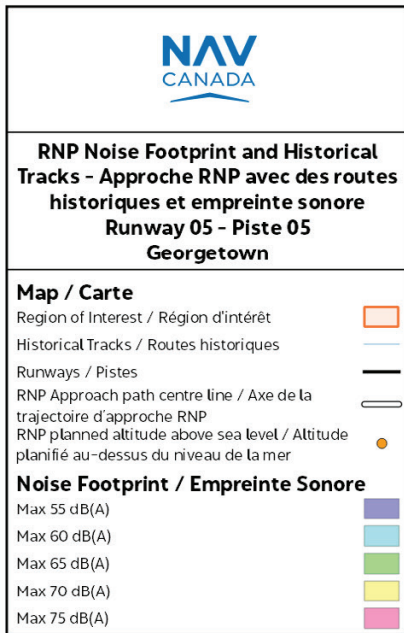 NAV
CANADA
RNP Noise Footprint and Historical
Tracks - Approche RNP avec des routes
historiques et empreinte sonore
Runway 05 - Piste 05
Georgetown
Map / Carte
Region of Interest / Région d'intérêt
Historical Tracks / Routes historiques
Runways / Pistes
RNP Approach path centre line / Axe de la
trajectoire d'approche RNP
RNP planned altitude above sea level / Altitude
planifié au-dessus du niveau de la mer
Noise Footprint / Empreinte Sonore
Max 55 dB(A)
Max 60 dB(A)
Max 65 dB(A)
Max 70 dB(A)
Max 75 dB(A)